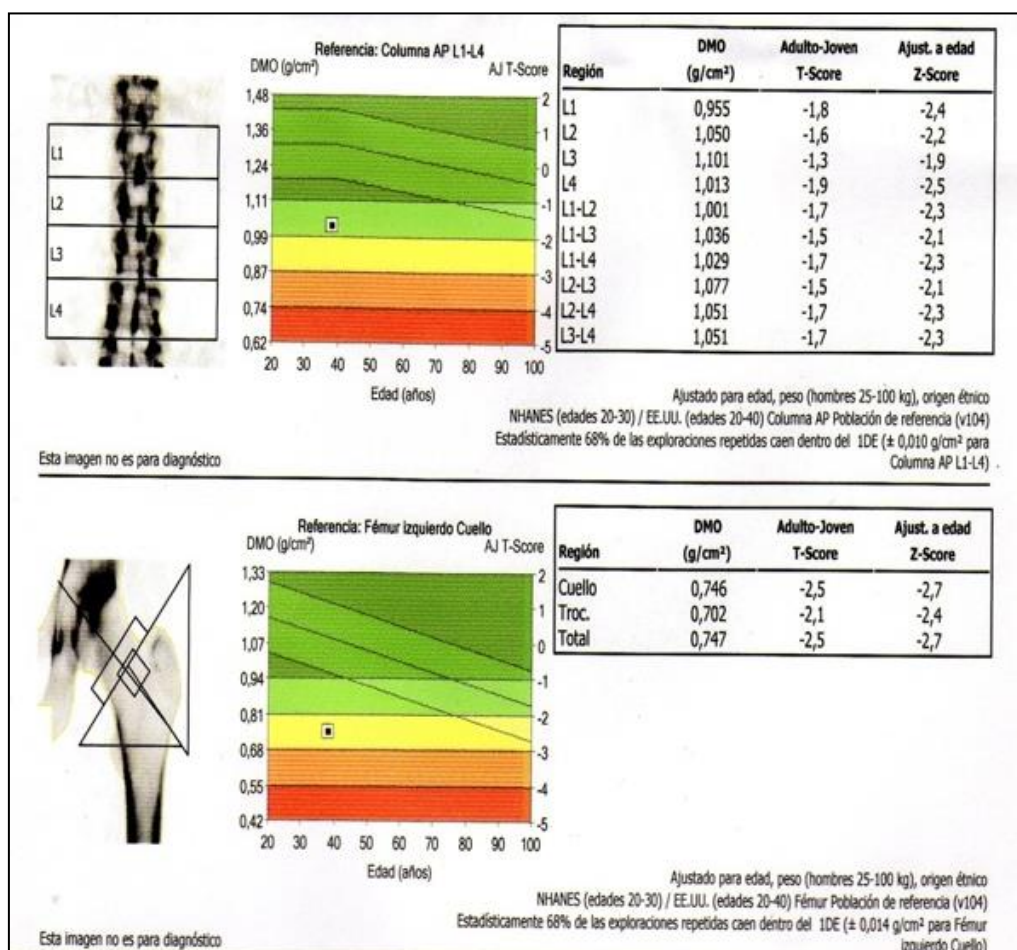 Referencia: Columna AP L1-L4
DMO (g/cm²) AJ T-Score
1,48 2
1,36 1
1,24 0
1,11 -1
0,99 -2
0,87 -3
0,74 -4
0,62 -5
20 30 40 50 60 70 80 90 100
Edad (años)
L1
L2
L3
L4
DMO Adulto-Joven Ajust. a edad
Región (g/cm²) T-Score Z-Score
L1 0,955 -1,8 -2,4
L2 1,050 -1,6 -2,2
L3 1,101 -1,3 -1,9
L4 1,013 -1,9 -2,5
L1-L2 1,001 -1,7 -2,3
L1-L3 1,036 -1,5 -2,1
L1-L4 1,029 -1,7 -2,3
L2-L3 1,077 -1,5 -2,1
L2-L4 1,051 -1,7 -2,3
L3-L4 1,051 -1,7 -2,3
Ajustado para edad, peso (hombres 25-100 kg), origen étnico
NHANES (edades 20-30) / EE.UU. (edades 20-40) Columna AP Población de referencia (v104)
Estadísticamente 68% de las exploraciones repetidas caen dentro del 1DE (± 0,010 g/cm² para
Columna AP L1-L4)
Esta imagen no es para diagnóstico
Referencia: Fémur izquierdo Cuello
DMO (g/cm²) AJ T-Score
1,33 2
1,20 1
1,07 0
0,94 -1
0,81 -2
0,68 -3
0,55 -4
0,42 -5
20 30 40 50 60 70 80 90 100
Edad (años)
DMO Adulto-Joven Ajust. a edad
Región (g/cm²) T-Score Z-Score
Cuello 0,746 -2,5 -2,7
Troc. 0,702 -2,1 -2,4
Total 0,747 -2,5 -2,7
Ajustado para edad, peso (hombres 25-100 kg), origen étnico
NHANES (edades 20-30) / EE.UU. (edades 20-40) Fémur Población de referencia (v104)
Estadísticamente 68% de las exploraciones repetidas caen dentro del 1DE (± 0,014 g/cm² para Fémur
izquierdo Cuello)
Esta imagen no es para diagnóstico